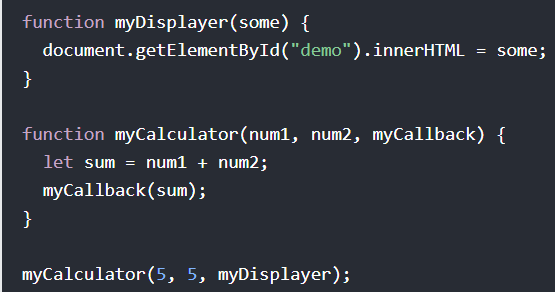 function myDisplayer(some) {
  document.getElementById("demo").innerHTML = some;
}

function myCalculator(num1, num2, myCallback) {
  let sum = num1 + num2;
  myCallback(sum);
}

myCalculator(5, 5, myDisplayer);